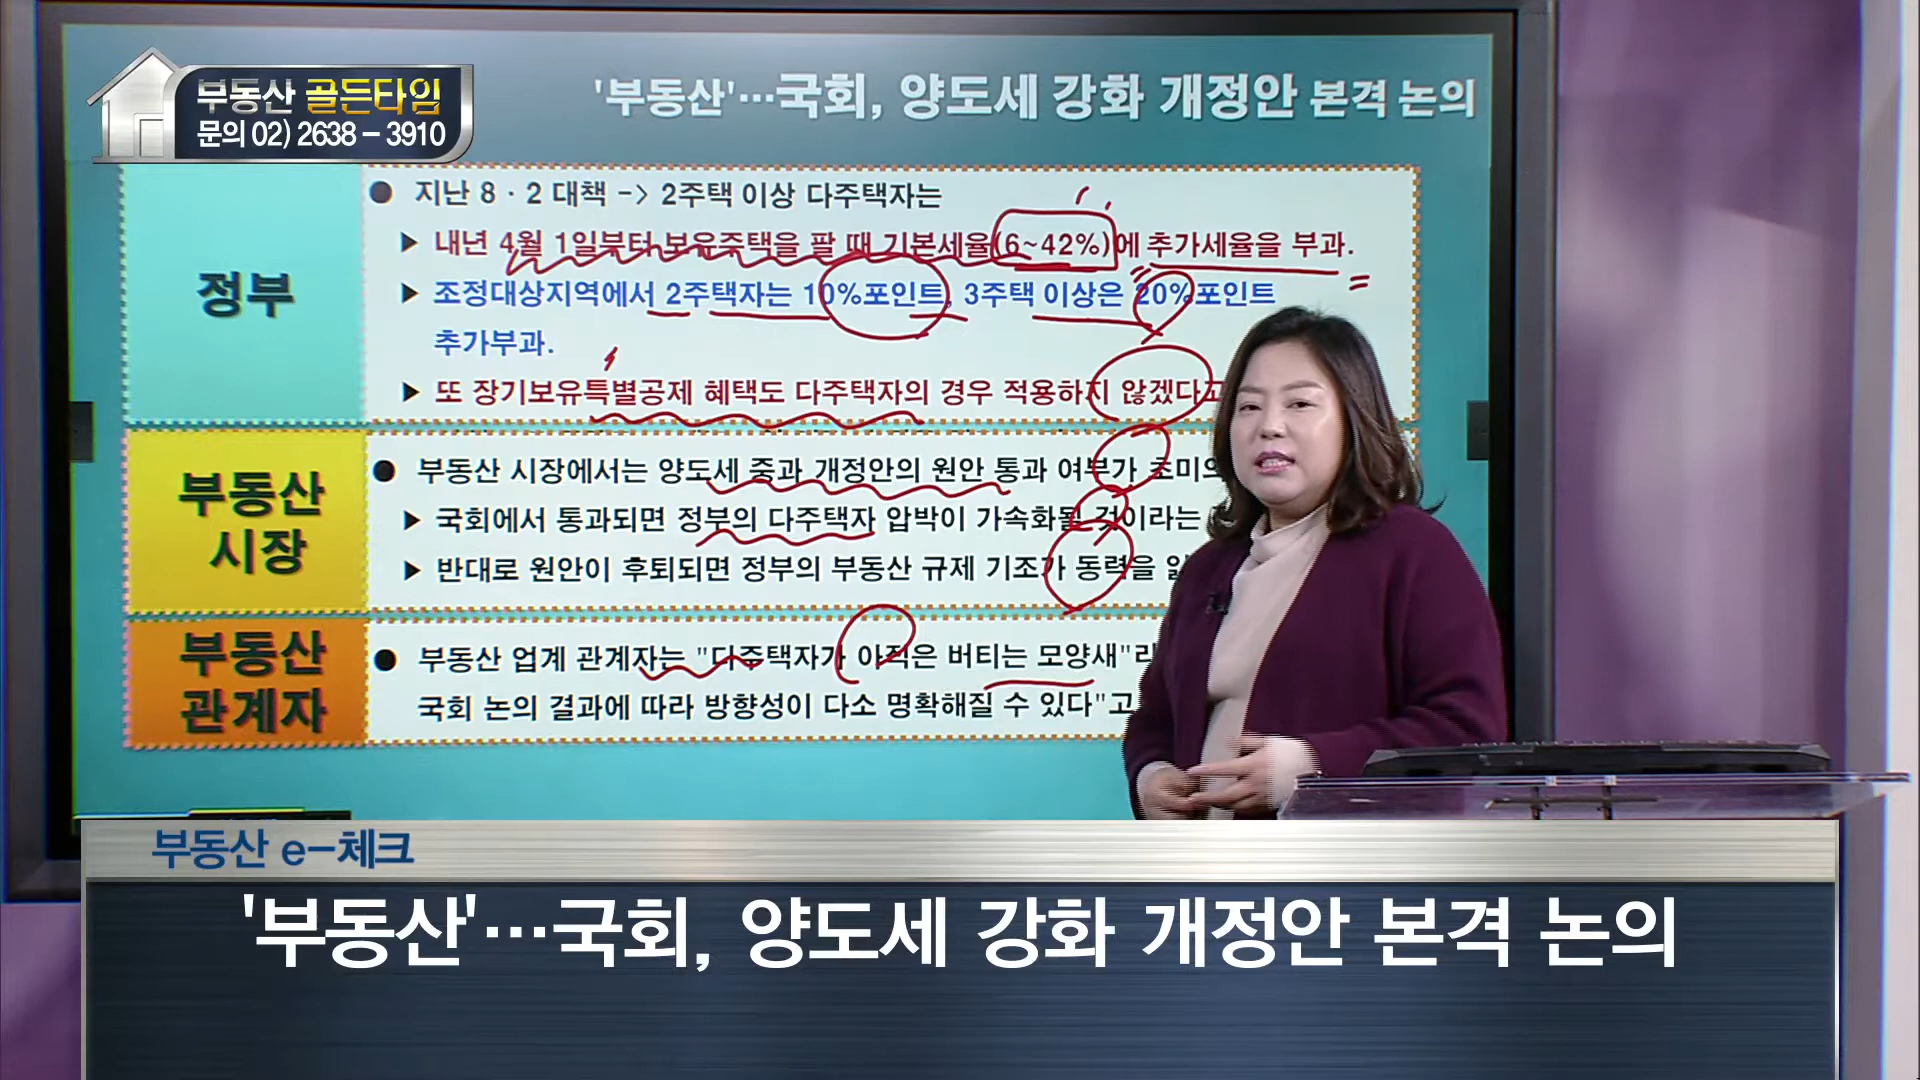 부동산 골든타임
문의 02) 2638 - 3910
'부동산'…국회, 양도세 강화 개정안 본격 논의
정부
● 지난 8 · 2 대책 -> 2주택 이상 다주택자는
▶ 내년 4월 1일부터 보유주택을 팔 때 기본세율(6~42%)에 추가세율을 부과.
▶ 조정대상지역에서 2주택자는 10%포인트, 3주택 이상은 20%포인트
추가부과.
▶ 또 장기보유특별공제 혜택도 다주택자의 경우 적용하지 않겠다고
부동산
시장
● 부동산 시장에서는 양도세 중과 개정안의 원안 통과 여부가 초미의
▶ 국회에서 통과되면 정부의 다주택자 압박이 가속화될 것이라는
▶ 반대로 원안이 후퇴되면 정부의 부동산 규제 기조가 동력을
부동산
관계자
● 부동산 업계 관계자는 "다주택자가 아직은 버티는 모양새"라
국회 논의 결과에 따라 방향성이 다소 명확해질 수 있다"고
부동산 e-체크
'부동산'…국회, 양도세 강화 개정안 본격 논의